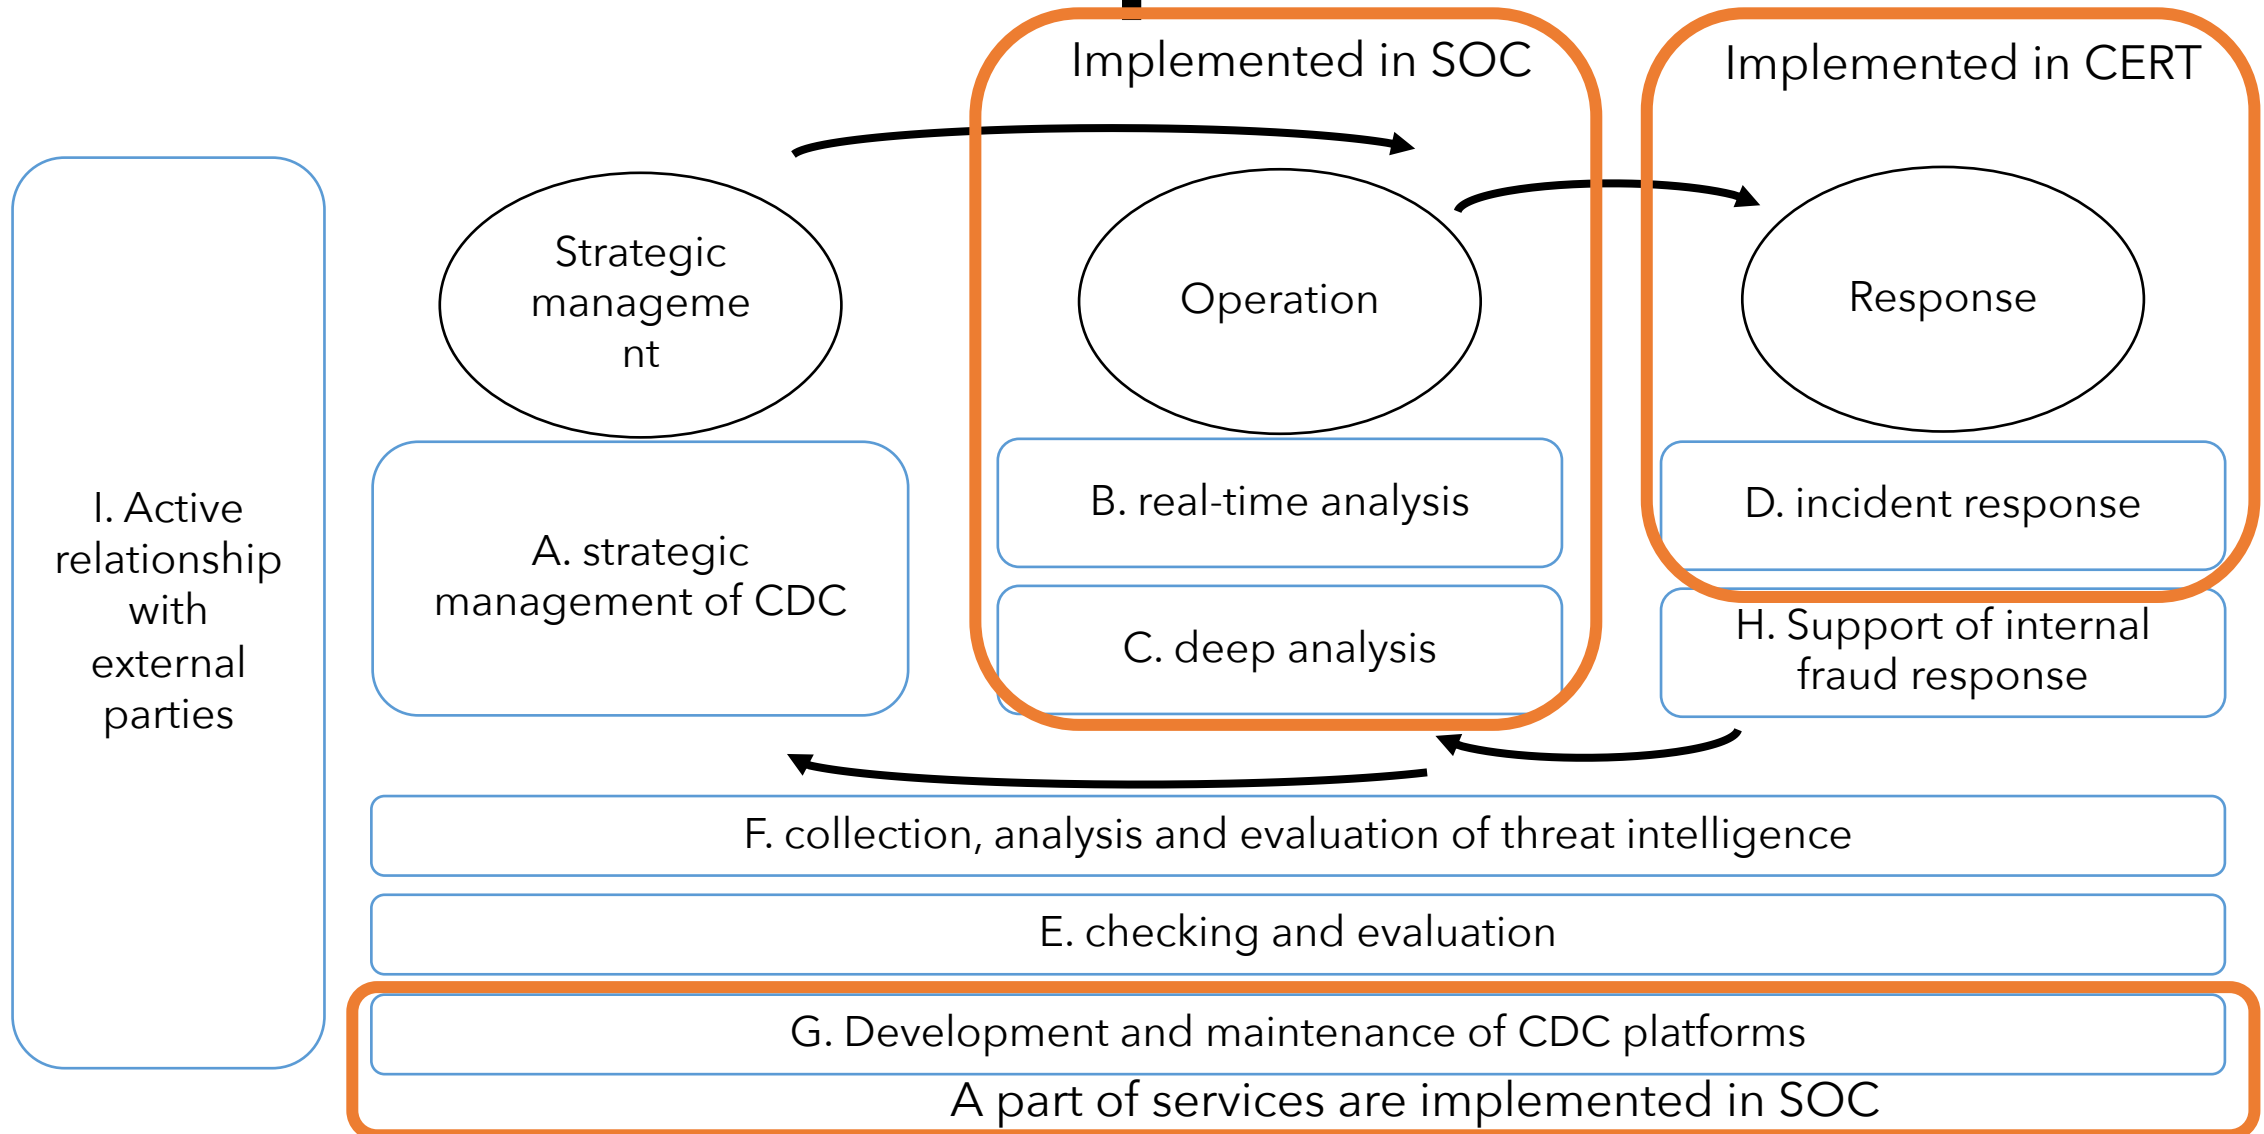 Implemented in SOC
Implemented in CERT
Strategic
manageme
nt
Operation
Response
I. Active
relationship
with
external
parties
A. strategic
management of CDC
B. real-time analysis
C. deep analysis
D. incident response
H. Support of internal
fraud response
F. collection, analysis and evaluation of threat intelligence
E. checking and evaluation
G. Development and maintenance of CDC platforms
A part of services are implemented in SOC